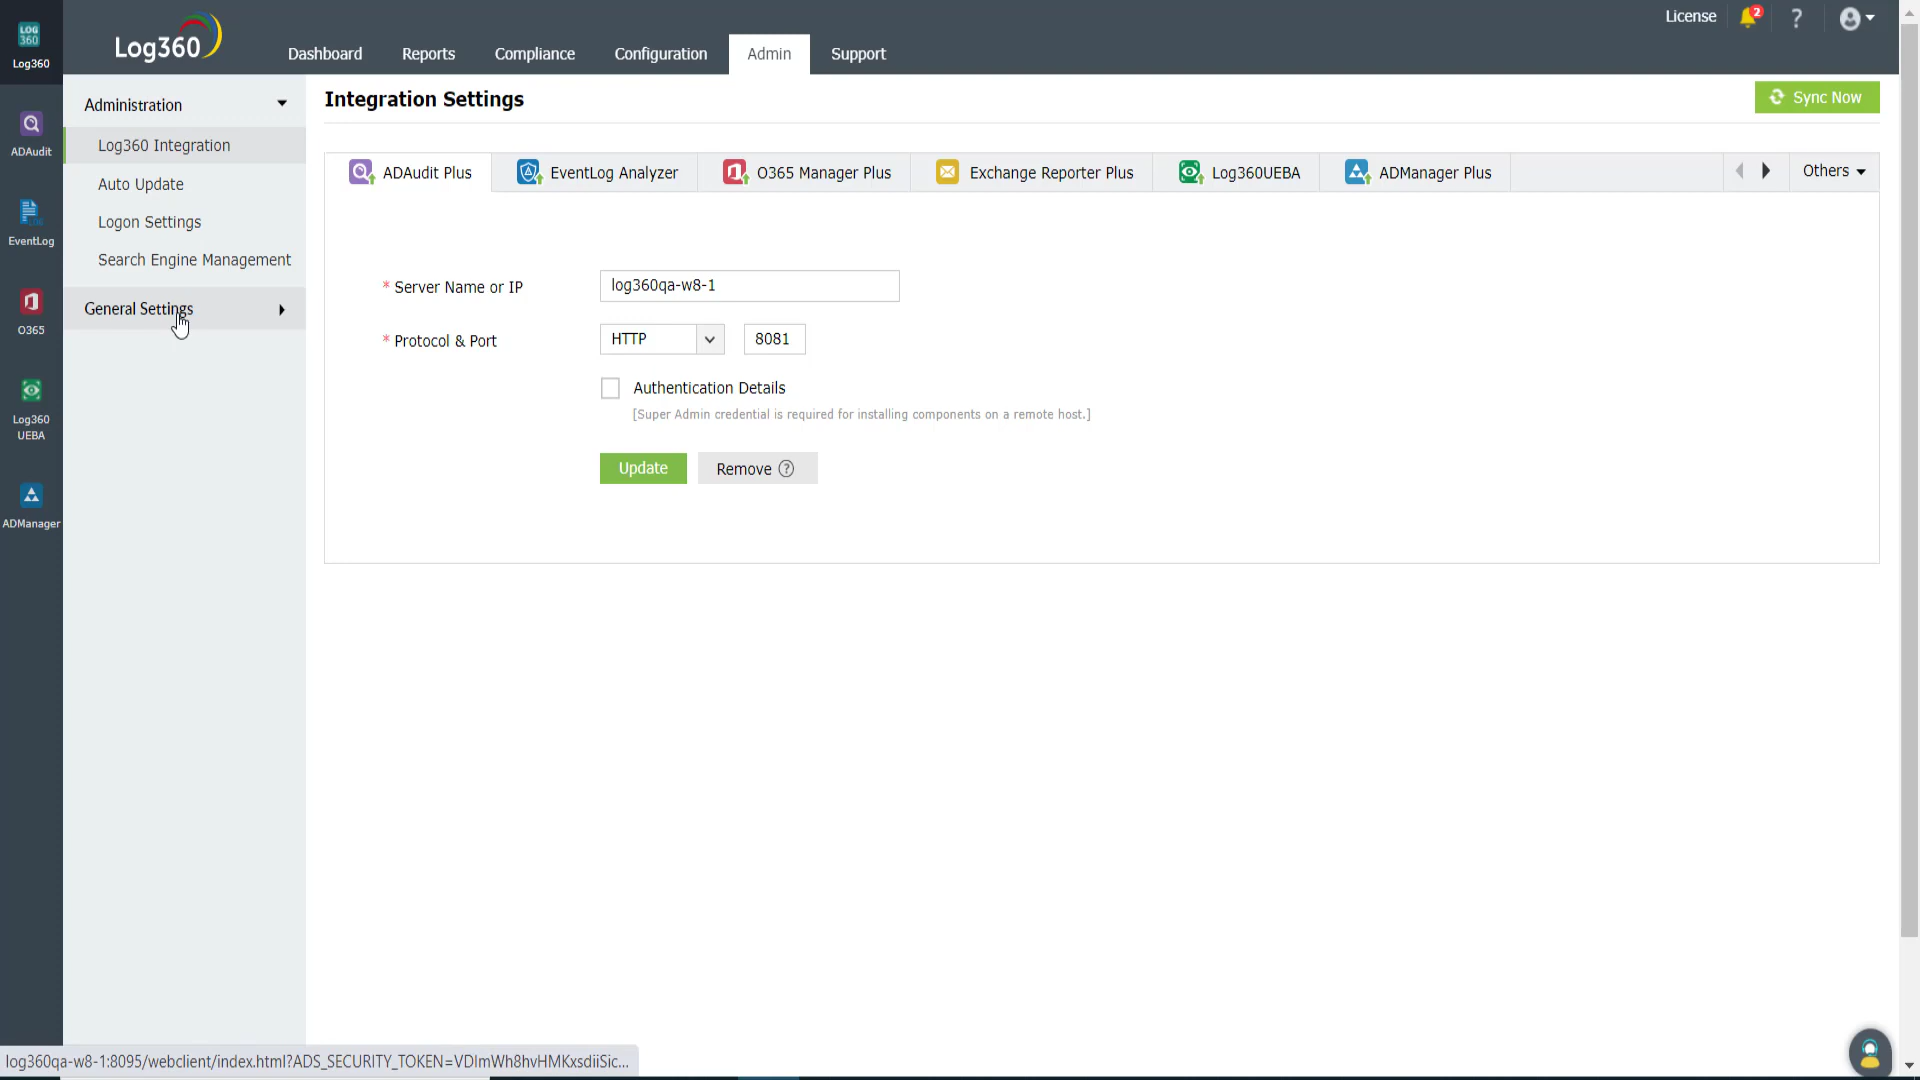 LOG
360
Log360
ADAudit
EventLog
O365
Log360
UEBA
ADManager
Log360
Dashboard
Reports
Compliance
Configuration
Admin
Support
License
2
?
Administration
Log360 Integration
Auto Update
Logon Settings
Search Engine Management
General Settings
Integration Settings
Sync Now
ADAudit Plus
EventLog Analyzer
O365 Manager Plus
Exchange Reporter Plus
Log360UEBA
ADManager Plus
Others
* Server Name or IP
log360qa-w8-1
* Protocol & Port
HTTP
8081
Authentication Details
[Super Admin credential is required for installing components on a remote host.]
Update
Remove ?
log360qa-w8-1:8095/webclient/index.html?ADS_SECURITY_TOKEN=VDImWh8hvHMKxsdiiSic...